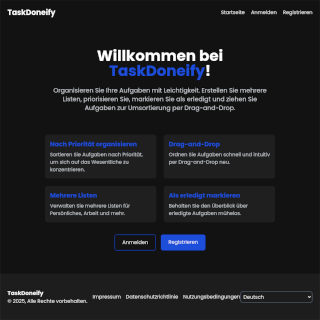 TaskDoneify
Startseite Anmelden Registrieren
Willkommen bei
TaskDoneify!
Organisieren Sie Ihre Aufgaben mit Leichtigkeit. Erstellen Sie mehrere
Listen, priorisieren Sie, markieren Sie als erledigt und ziehen Sie
Aufgaben zur Umsortierung per Drag-and-Drop.
Nach Priorität organisieren
Sortieren Sie Aufgaben nach Priorität,
um sich auf das Wesentliche zu
konzentrieren.
Drag-and-Drop
Ordnen Sie Aufgaben schnell und intuitiv
per Drag-and-Drop neu.
Mehrere Listen
Verwalten Sie mehrere Listen für
Persönliches, Arbeit und mehr.
Als erledigt markieren
Behalten Sie den Überblick über
erledigte Aufgaben mühelos.
Anmelden
Registrieren
TaskDoneify
© 2025, Alle Rechte vorbehalten.
Impressum Datenschutzrichtlinie Nutzungsbedingungen
Deutsch